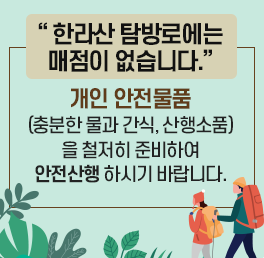 “ 한라산 탐방로에는
매점이 없습니다.”
개인 안전물품
(충분한 물과 간식, 산행소품)
을 철저히 준비하여
안전산행 하시기 바랍니다.